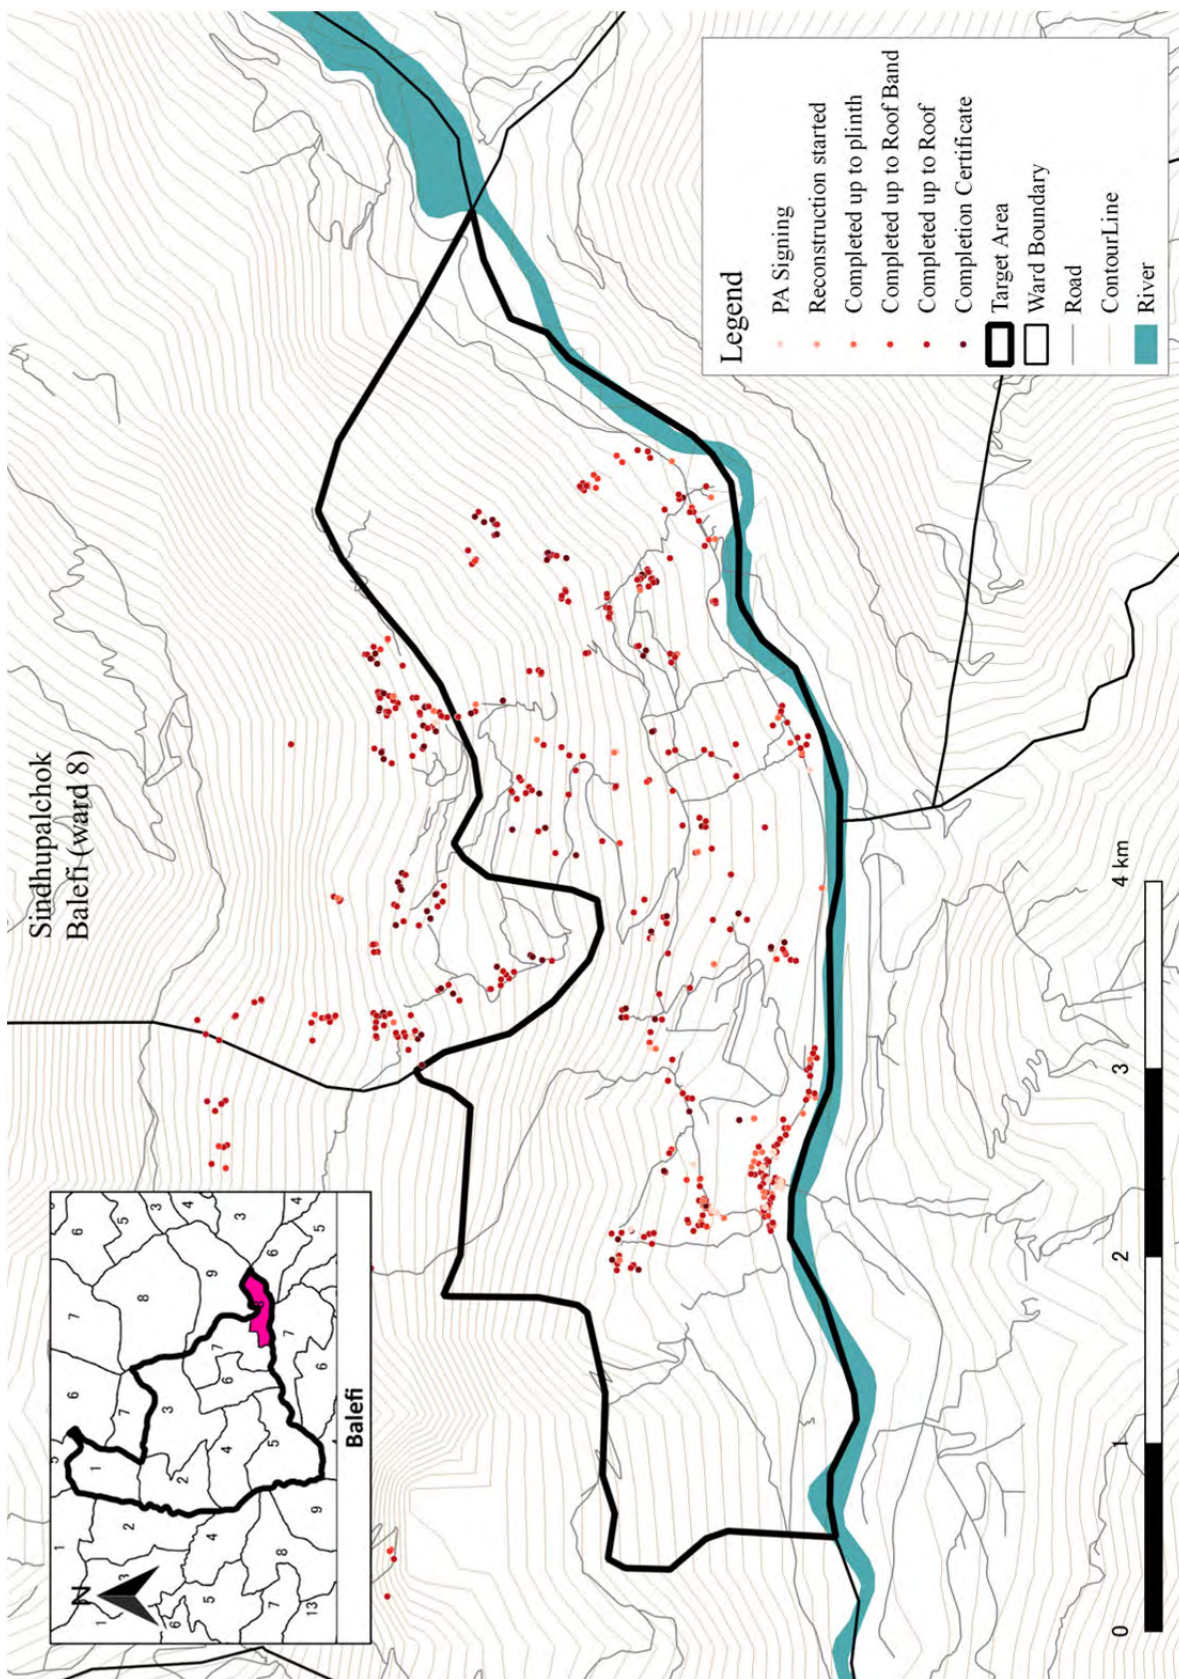 Sindhupalchok
Balefi (ward 8)
Legend
PA Signing
Reconstruction started
Completed up to plinth
Completed up to Roof Band
Completed up to Roof
Completion Certificate
Target Area
Ward Boundary
Road
ContourLine
River
N
Balefi
0 1 2 3 4 km